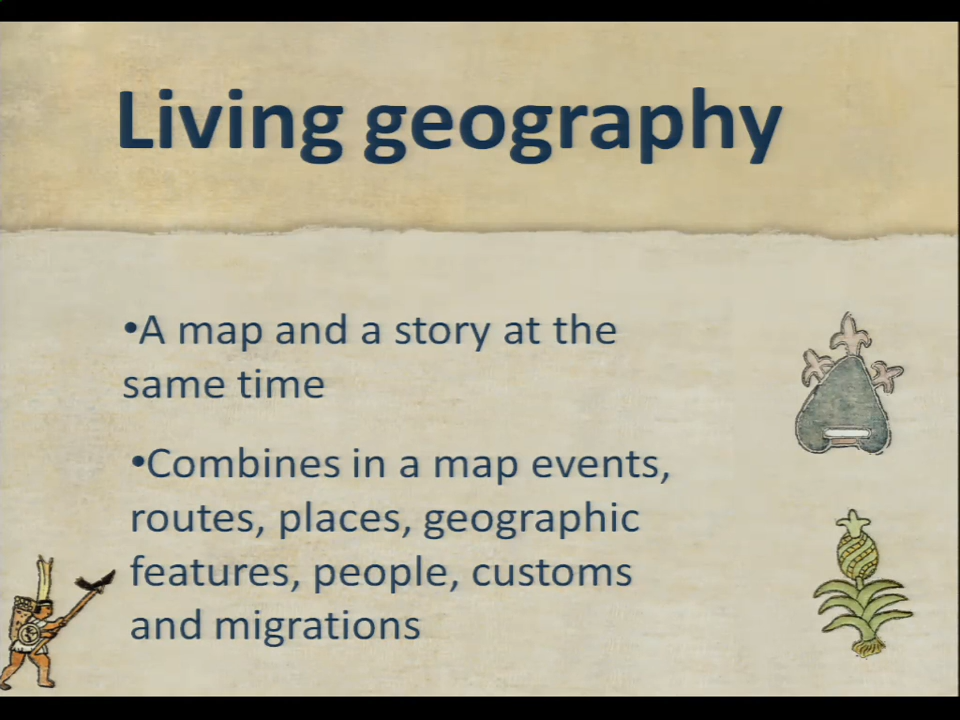 Living geography
•A map and a story at the
same time
•Combines in a map events,
routes, places, geographic
features, people, customs
and migrations